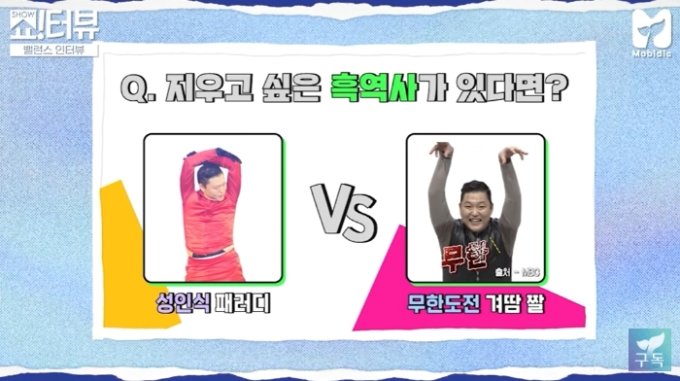 SHOW
쇼!터뷰
밸런스 인터뷰
Mobidic
Q. 지우고 싶은 흑역사가 있다면?
VS
무한
출처 - MBC
성인식 패러디
무한도전 겨땀 짤
구독